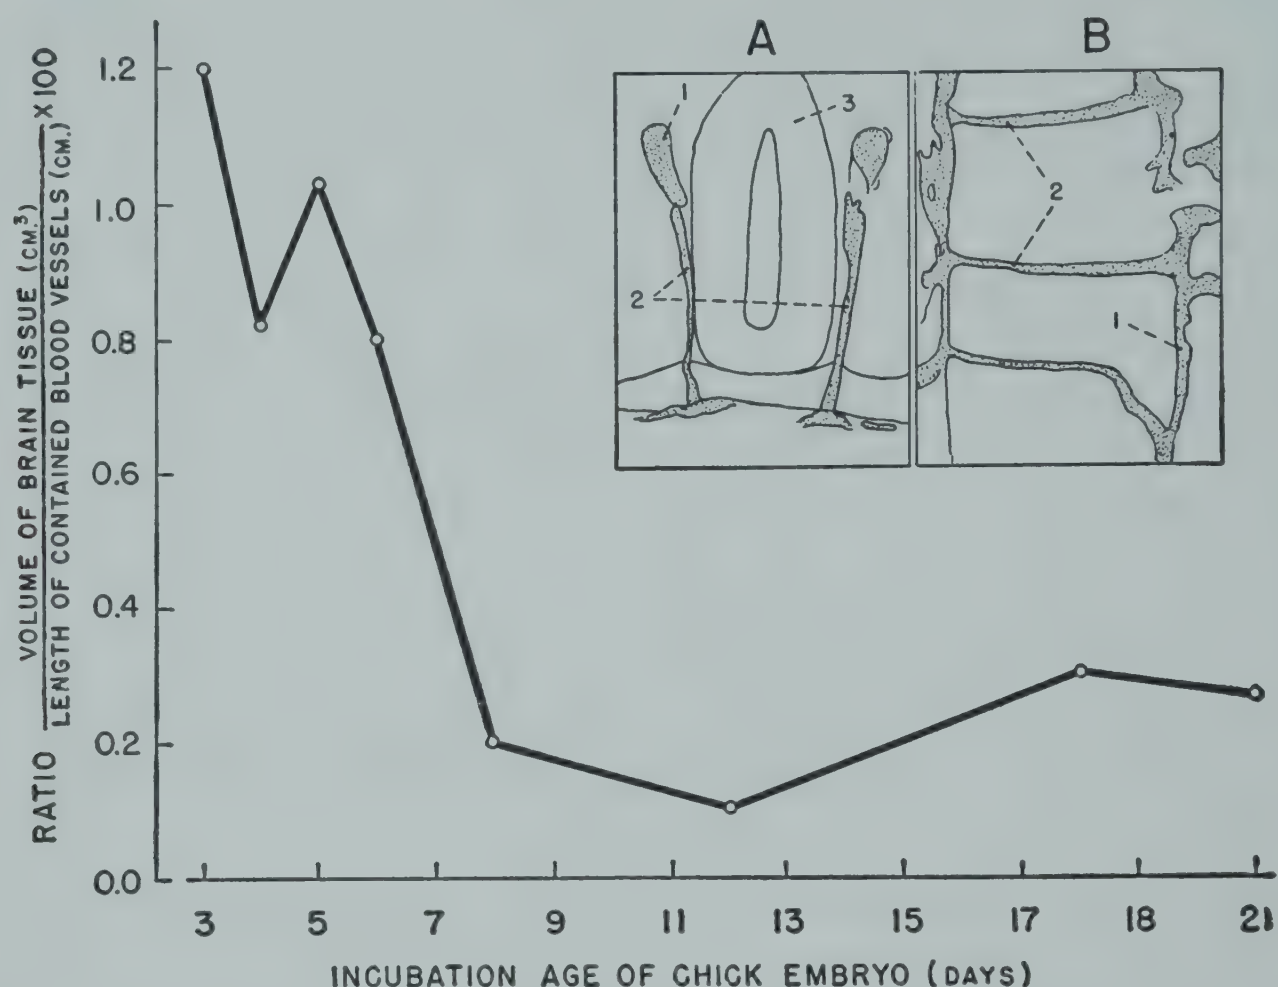 A
B
1
3
2
2
1
1.2
1.0
0.8
0.6
0.4
0.2
0.0
RATIO VOLUME OF BRAIN TISSUE (CM.³)
LENGTH OF CONTAINED BLOOD VESSELS (CM.)
X100
3 5 7 9 11 13 15 17 18 21
INCUBATION AGE OF CHICK EMBRYO (DAYS)